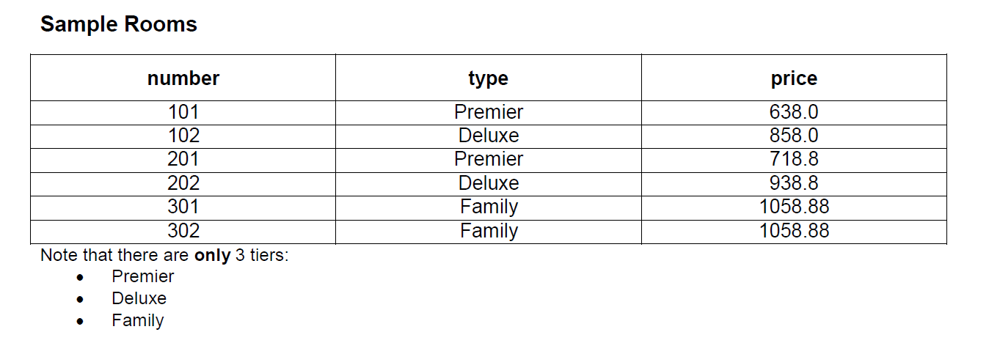 Sample Rooms
number type price
101 Premier 638.0
102 Deluxe 858.0
201 Premier 718.8
202 Deluxe 938.8
301 Family 1058.88
302 Family 1058.88
Note that there are only 3 tiers:
• Premier
• Deluxe
• Family